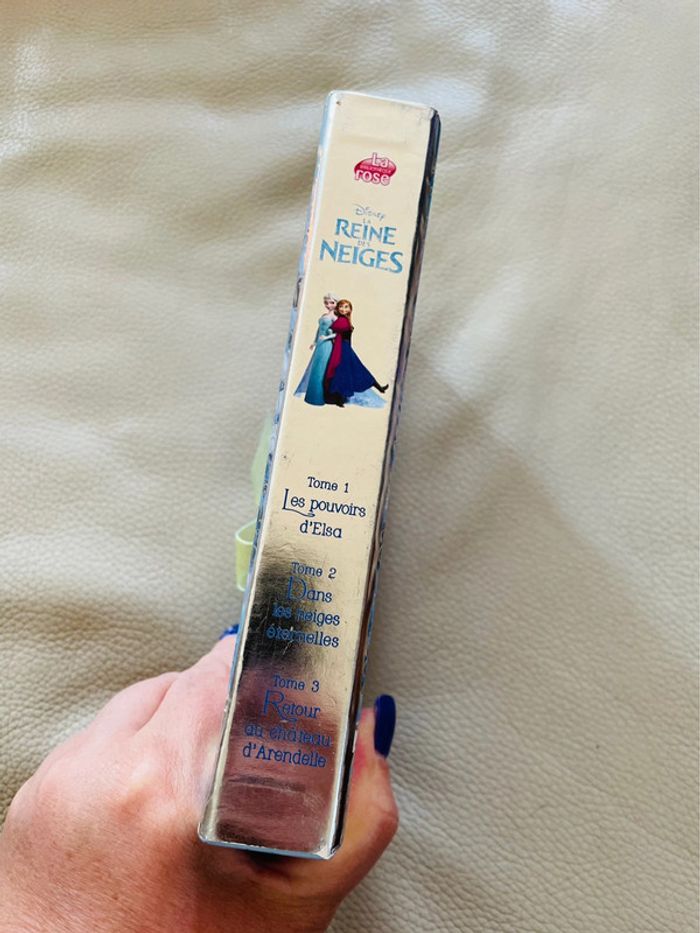 La
BIBLIOTHÈQUE
rose
Disney
LA
REINE
DES
NEIGES
Tome 1
Les pouvoirs
d'Elsa
Tome 2
Dans
les neiges
éternelles
Tome 3
Retour
au château
d'Arendelle